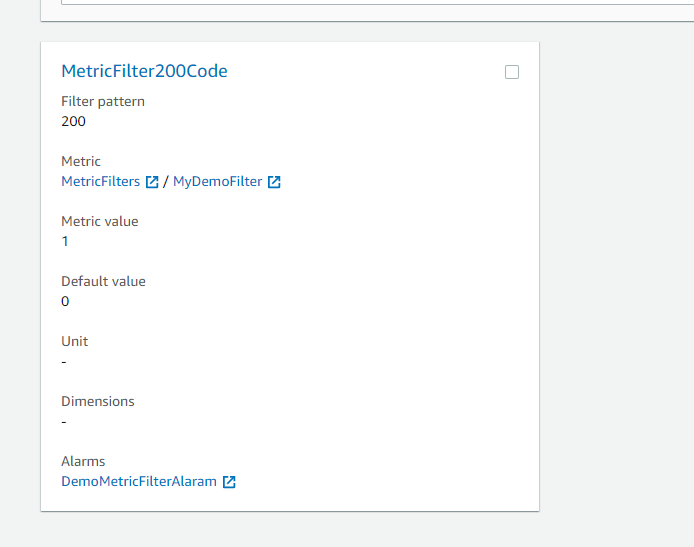 MetricFilter200Code
Filter pattern
200
Metric
MetricFilters / MyDemoFilter
Metric value
1
Default value
0
Unit
-
Dimensions
-
Alarms
DemoMetricFilterAlaram